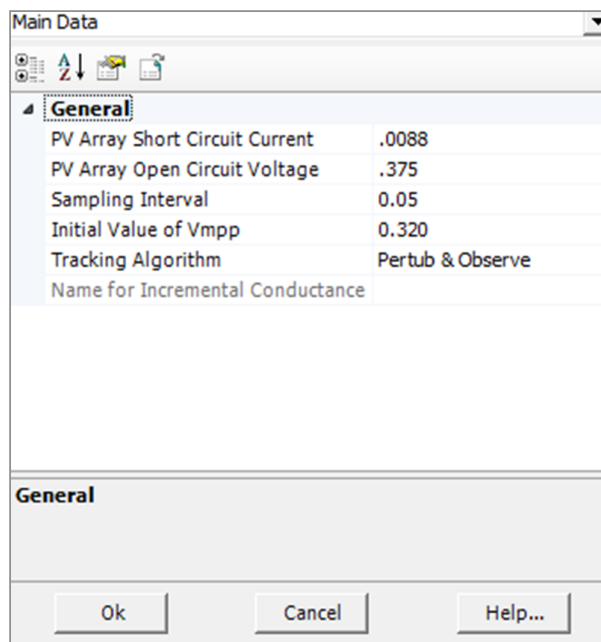 Main Data
General
PV Array Short Circuit Current .0088
PV Array Open Circuit Voltage .375
Sampling Interval 0.05
Initial Value of Vmpp 0.320
Tracking Algorithm Pertub & Observe
Name for Incremental Conductance
General
Ok Cancel Help...